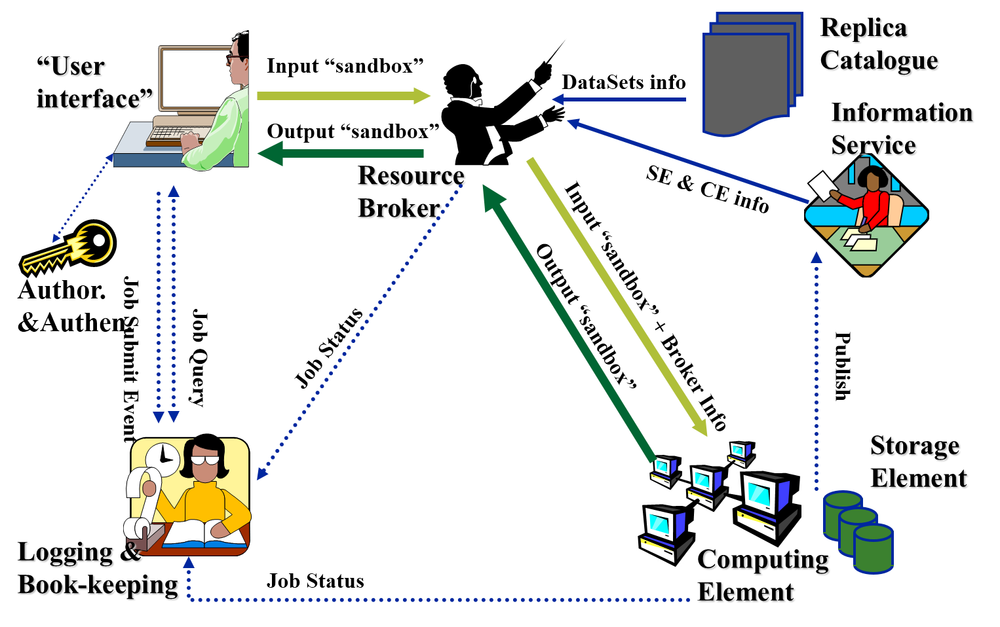 “User
interface”
Input “sandbox”
Output “sandbox”
Resource
Broker
DataSets info
Replica
Catalogue
Information
Service
SE & CE info
Author.
&Authen.
Job Submit Event
Job Query
Job Status
Input “sandbox” + Broker Info
Output “sandbox”
Publish
Storage
Element
Computing
Element
Logging &
Book-keeping
Job Status